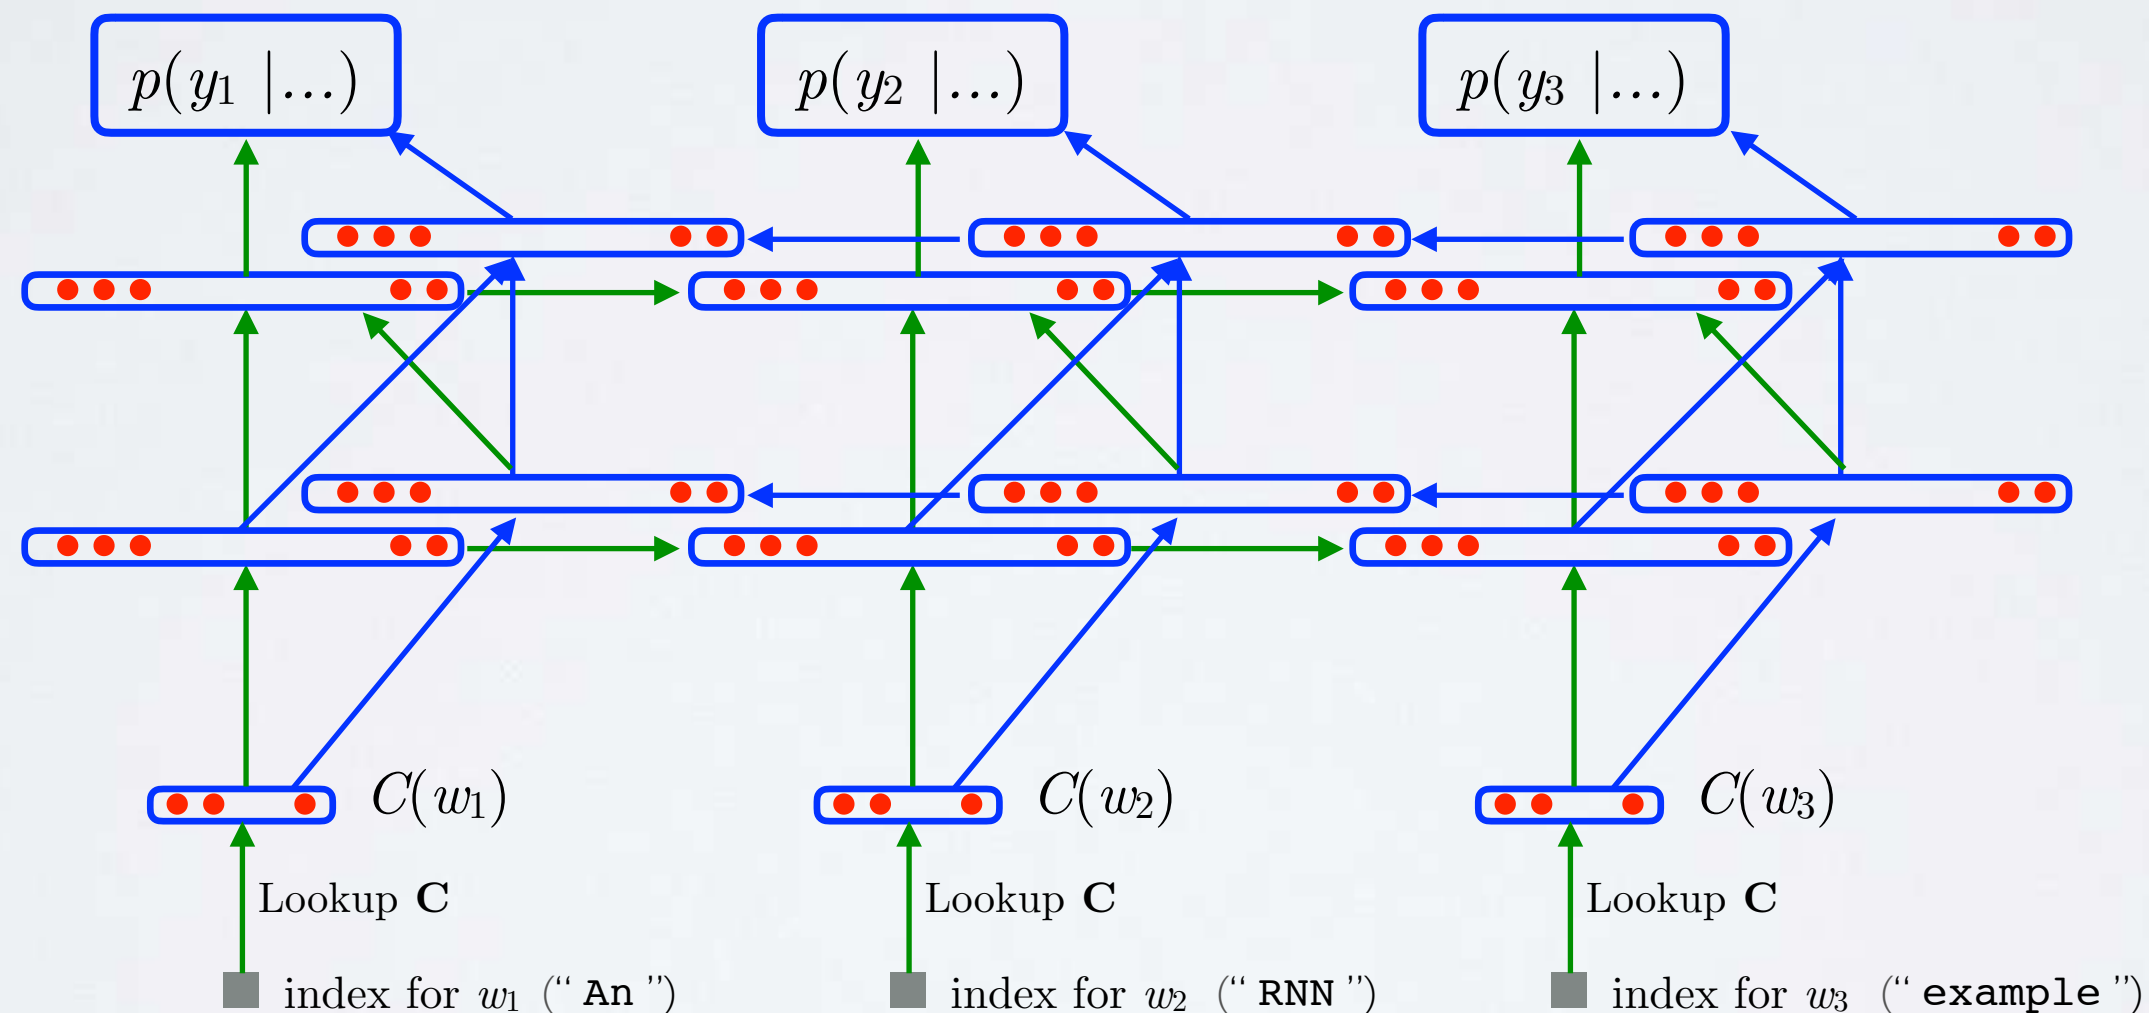 p(y1 |...) p(y2 |...) p(y3 |...)
C(w1) C(w2) C(w3)
Lookup C Lookup C Lookup C
index for w1 (“ An ”) index for w2 (“ RNN ”) index for w3 (“ example ”)